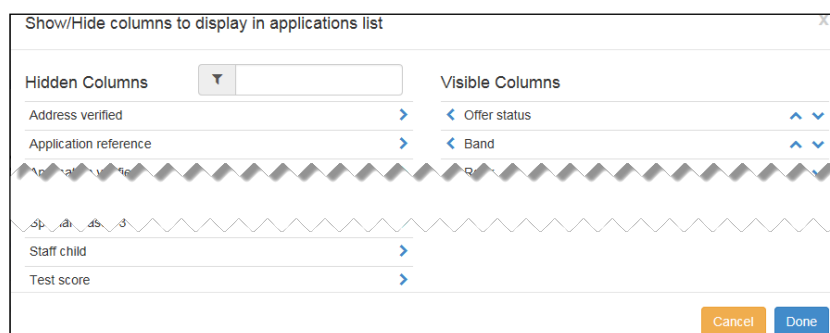 Show/Hide columns to display in applications list
X
Hidden Columns
Visible Columns
Address verified
Offer status
Application reference
Band
Staff child
Test score
Cancel
Done